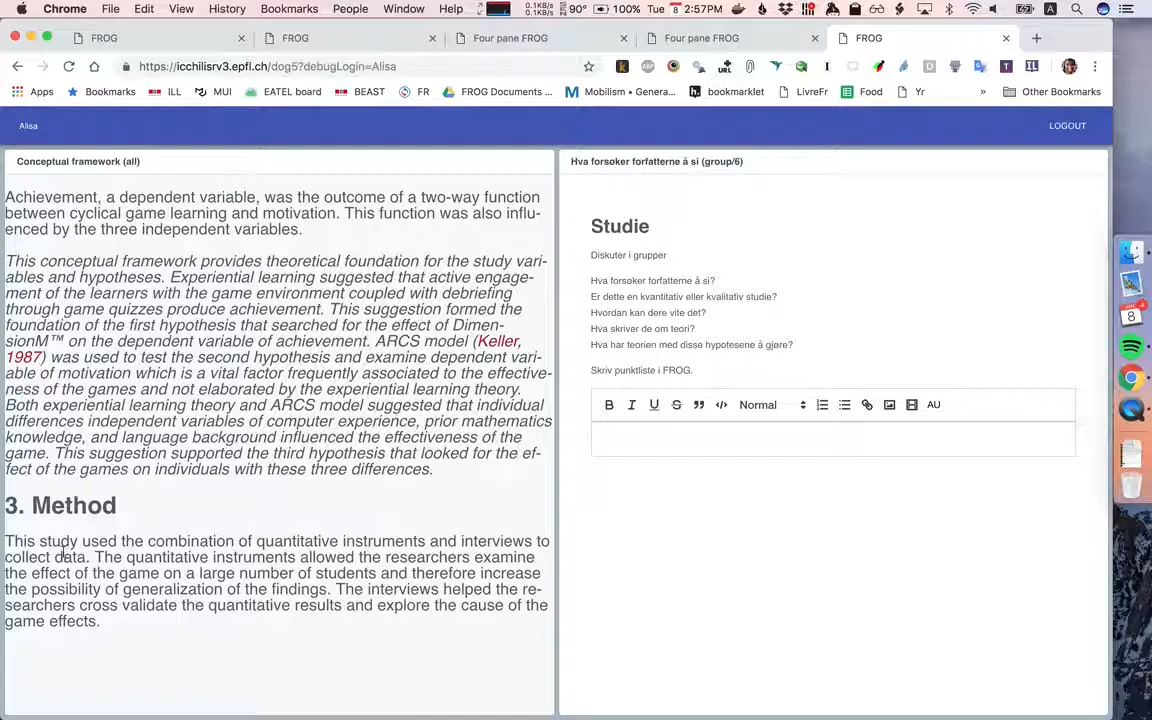 Chrome File Edit View History Bookmarks People Window Help 0.1KB/s 0.1KB/s 90° 100% Tue 8 2:57PM
FROG FROG Four pane FROG Four pane FROG FROG
https://icchilisrv3.epfl.ch/dog5?debugLogin=Alisa
Apps Bookmarks ILL MUI EATEL board BEAST FR FROG Documents ... Mobilism - Genera... bookmarklet LivreFr Food Yr » Other Bookmarks
Alisa LOGOUT
Conceptual framework (all)
Achievement, a dependent variable, was the outcome of a two-way function
between cyclical game learning and motivation. This function was also influ-
enced by the three independent variables.
This conceptual framework provides theoretical foundation for the study vari-
ables and hypotheses. Experiential learning suggested that active engage-
ment of the learners with the game environment coupled with debriefing
through game quizzes produce achievement. This suggestion formed the
foundation of the first hypothesis that searched for the effect of Dimen-
sionM™ on the dependent variable of achievement. ARCS model (Keller,
1987) was used to test the second hypothesis and examine dependent vari-
able of motivation which is a vital factor frequently associated to the effective-
ness of the games and not elaborated by the experiential learning theory.
Both experiential learning theory and ARCS model suggested that individual
differences independent variables of computer experience, prior mathematics
knowledge, and language background influenced the effectiveness of the
game. This suggestion supported the third hypothesis that looked for the ef-
fect of the games on individuals with these three differences.
3. Method
This study used the combination of quantitative instruments and interviews to
collect data. The quantitative instruments allowed the researchers examine
the effect of the game on a large number of students and therefore increase
the possibility of generalization of the findings. The interviews helped the re-
searchers cross validate the quantitative results and explore the cause of the
game effects.
Hva forsøker forfatterne å si (group/6)
Studie
Diskuter i grupper
Hva forsøker forfatterne å si?
Er dette en kvantitativ eller kvalitativ studie?
Hvordan kan dere vite det?
Hva skriver de om teori?
Hva har teorien med disse hypotesene å gjøre?
Skriv punktliste i FROG.
B I U S Normal AU
8